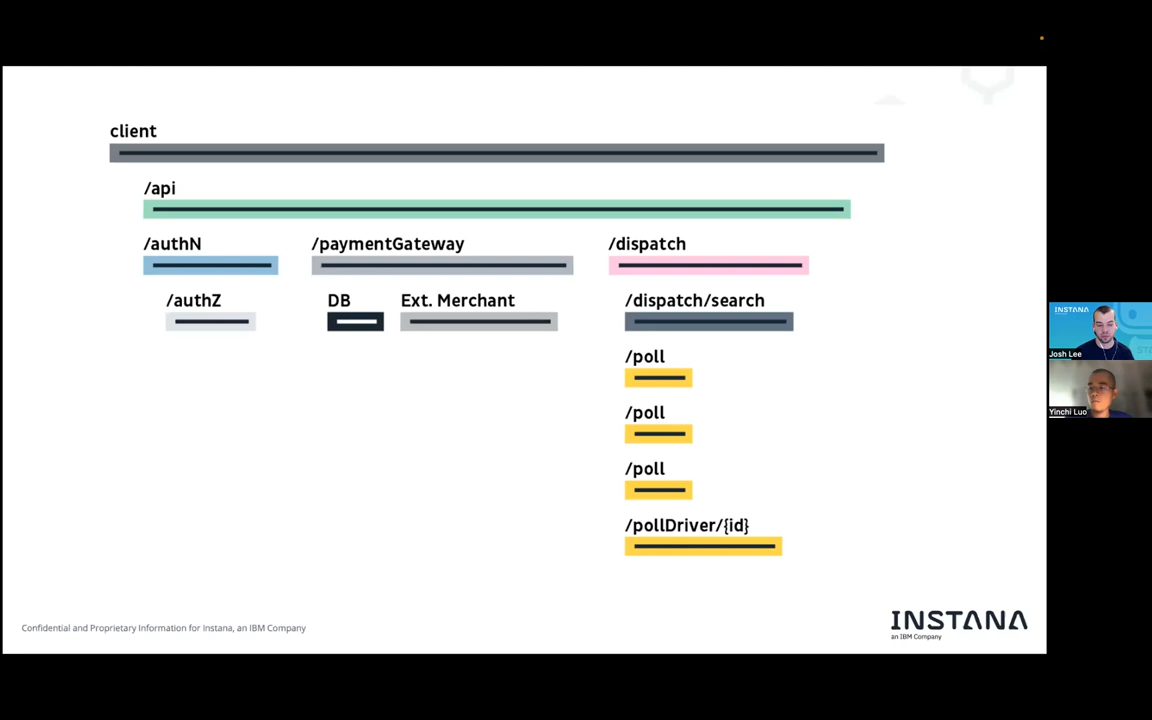 client
/api
/authN
/paymentGateway
/dispatch
/authZ
DB
Ext. Merchant
/dispatch/search
/poll
/poll
/poll
/pollDriver/{id}
INSTANA
an IBM Company
Confidential and Proprietary Information for Instana, an IBM Company
INSTANA
Josh Lee
Yinchi Luo